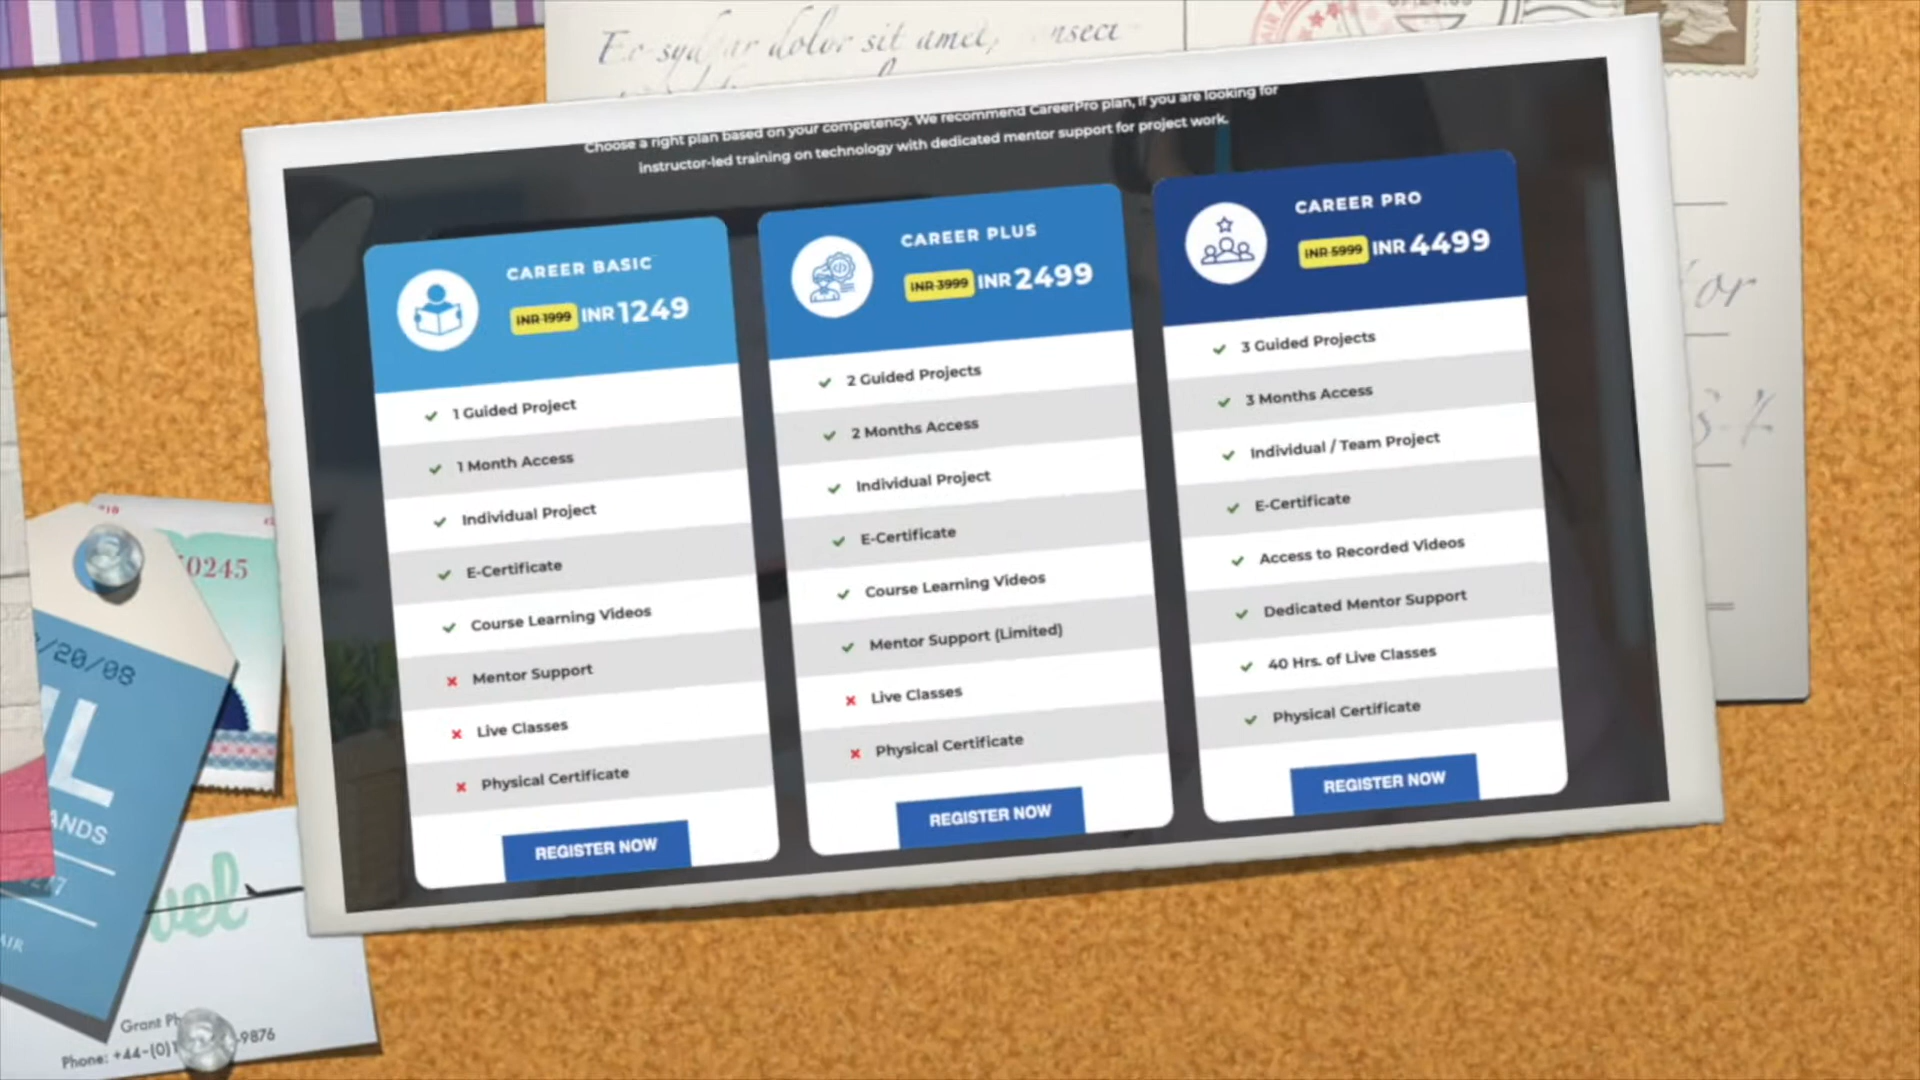 dolor sit amet,
Choose a right plan based on your competency. We recommend CareerPro plan, if you are looking for
instructor-led training on technology with dedicated mentor support for project work.
CAREER BASIC
INR 1999 INR 1249
1 Guided Project
1 Month Access
Individual Project
E-Certificate
Course Learning Videos
Mentor Support
Live Classes
Physical Certificate
REGISTER NOW
CAREER PLUS
INR 3999 INR 2499
2 Guided Projects
2 Months Access
Individual Project
E-Certificate
Course Learning Videos
Mentor Support (Limited)
Live Classes
Physical Certificate
REGISTER NOW
CAREER PRO
INR 5999 INR 4499
3 Guided Projects
3 Months Access
Individual / Team Project
E-Certificate
Access to Recorded Videos
Dedicated Mentor Support
40 Hrs. of Live Classes
Physical Certificate
REGISTER NOW
0245
/20/08
IL
ANDS
AIR
vel
Grant
Phone: +44-(0)1 -9876